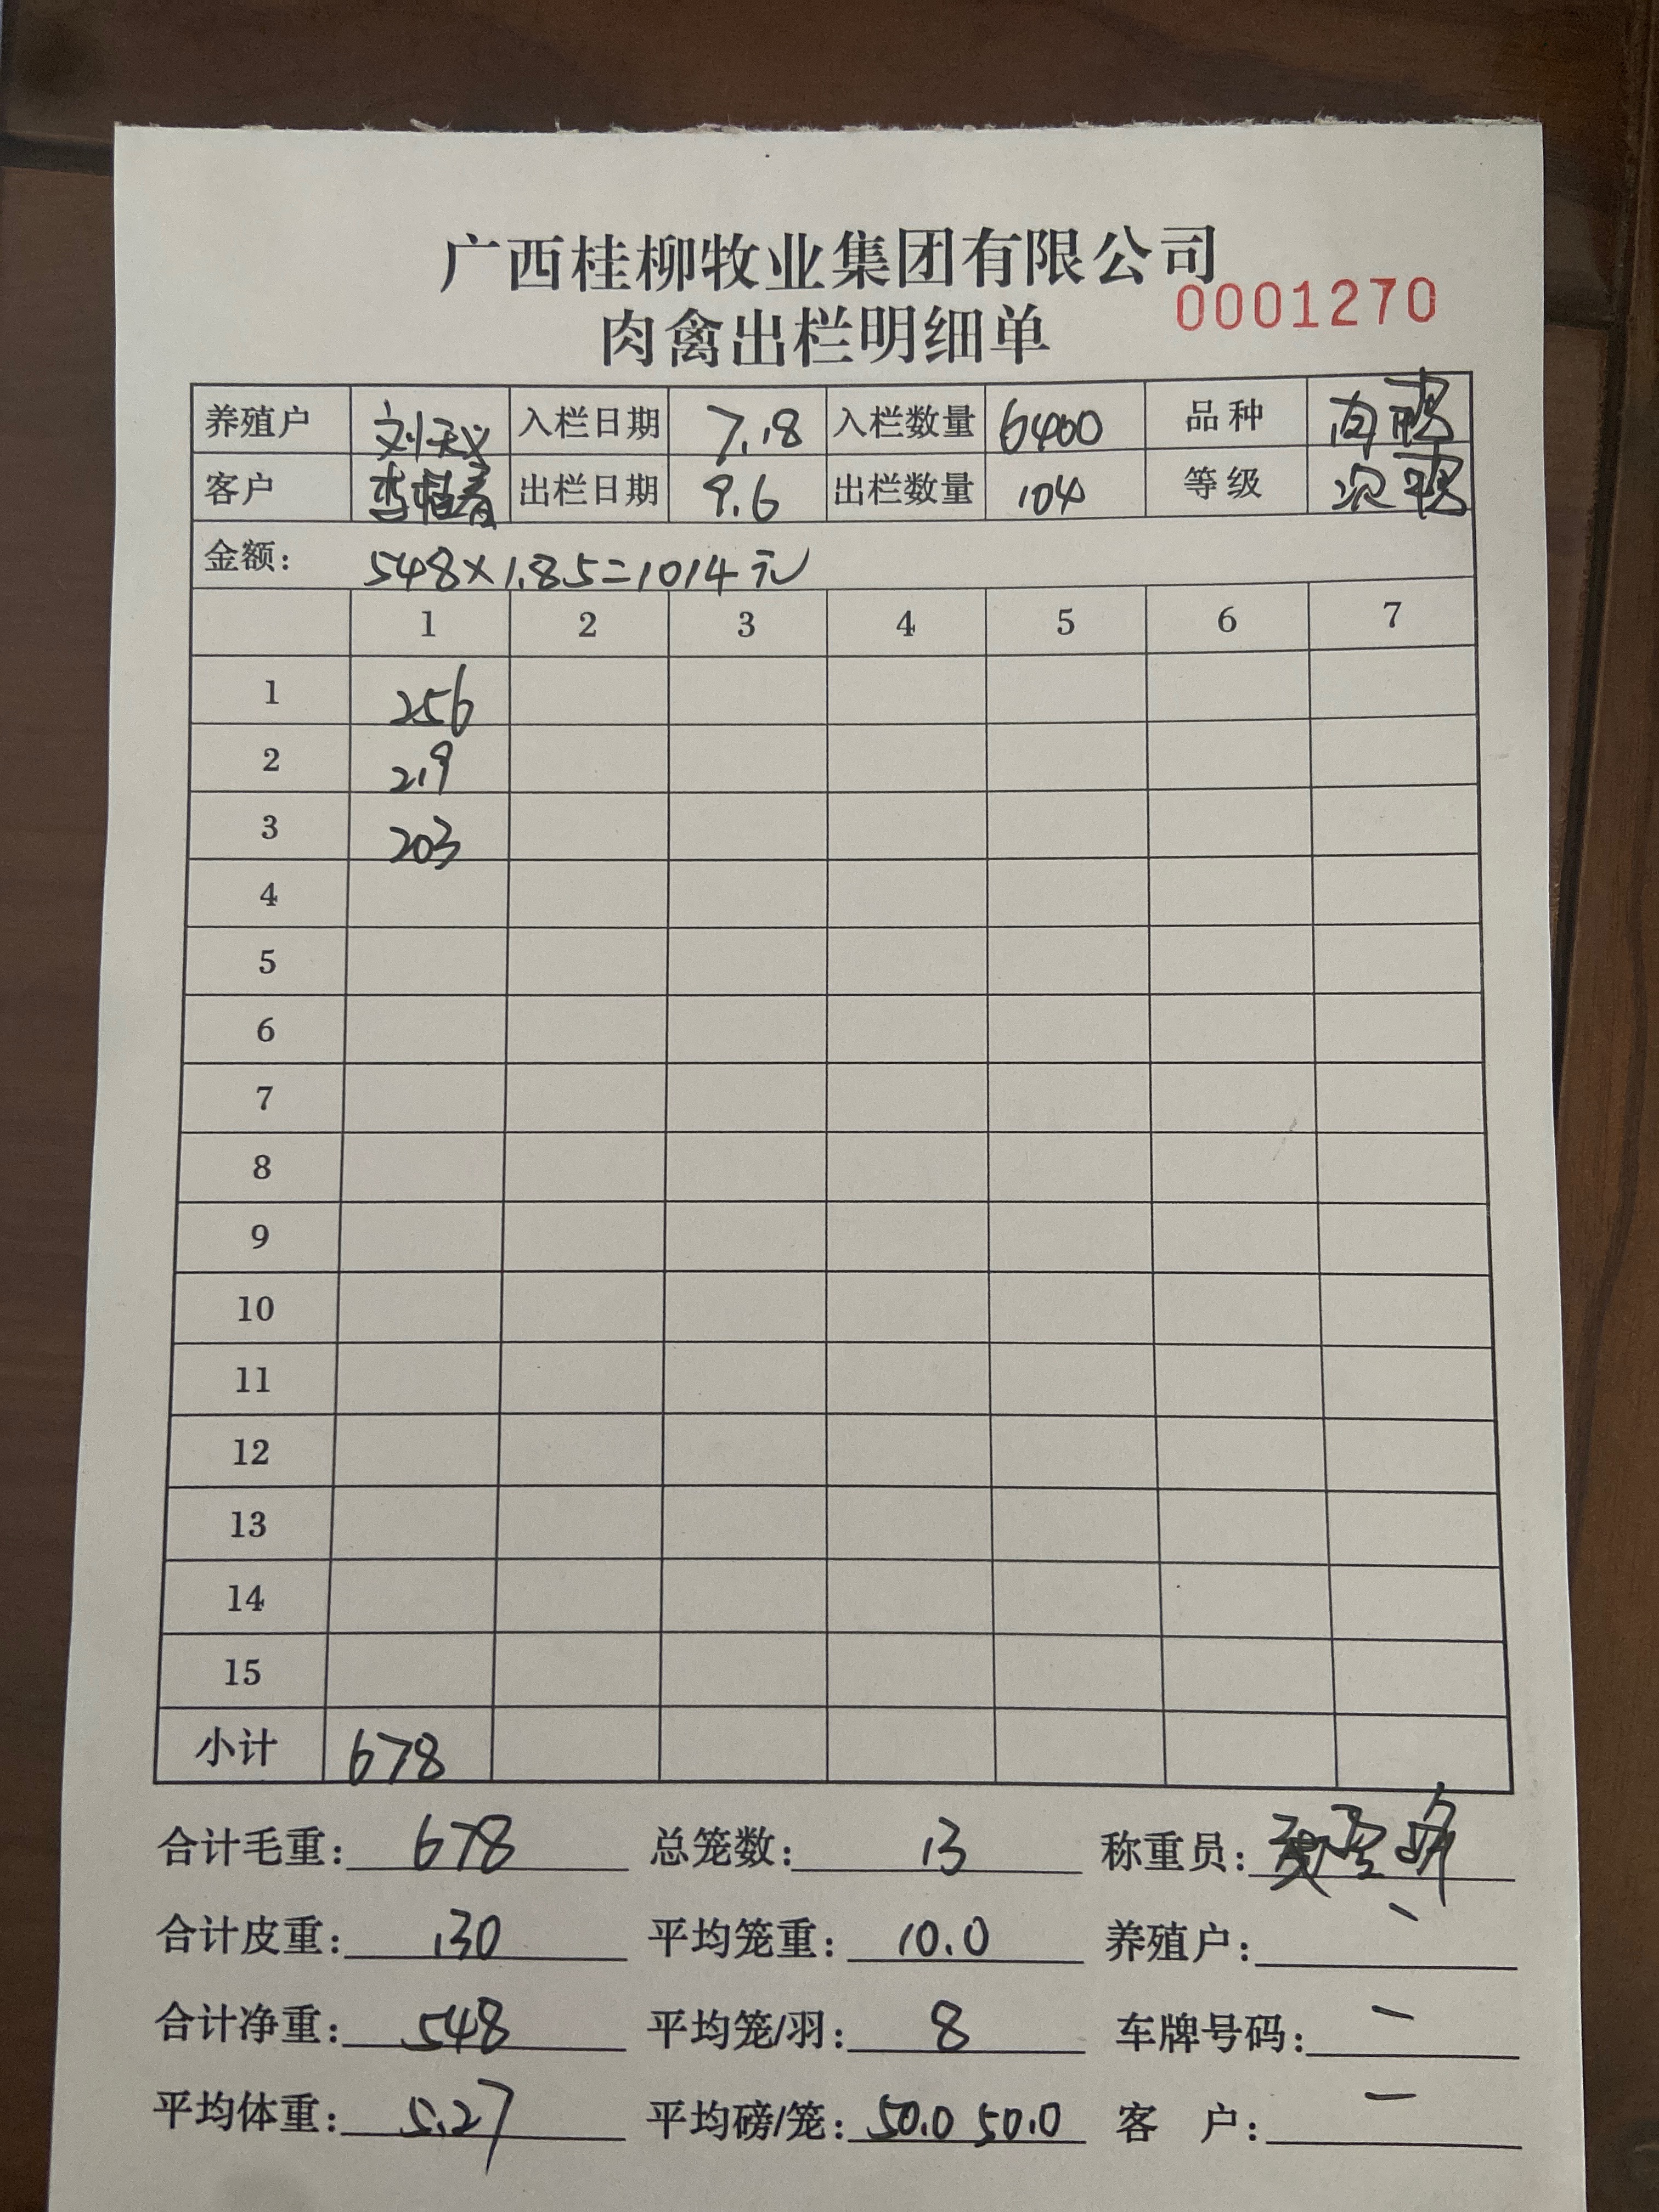 广西桂柳牧业集团有限公司
0001270
肉禽出栏明细单
养殖户 刘 入栏日期 7.18 入栏数量 6400 品种 肉鸭
客户 李 春 出栏日期 9.6 出栏数量 104 等级 次鸭
金额: 548×1.85=1014元
1 2 3 4 5 6 7
1 256
2 219
3 203
4
5
6
7
8
9
10
11
12
13
14
15
小计 678
合计毛重: 678 总笼数: 13 称重员:
合计皮重: 130 平均笼重: 10.0 养殖户:
合计净重: 548 平均笼/羽: 8 车牌号码: —
平均体重: 5.27 平均磅/笼: 50.0 50.0 客 户: —